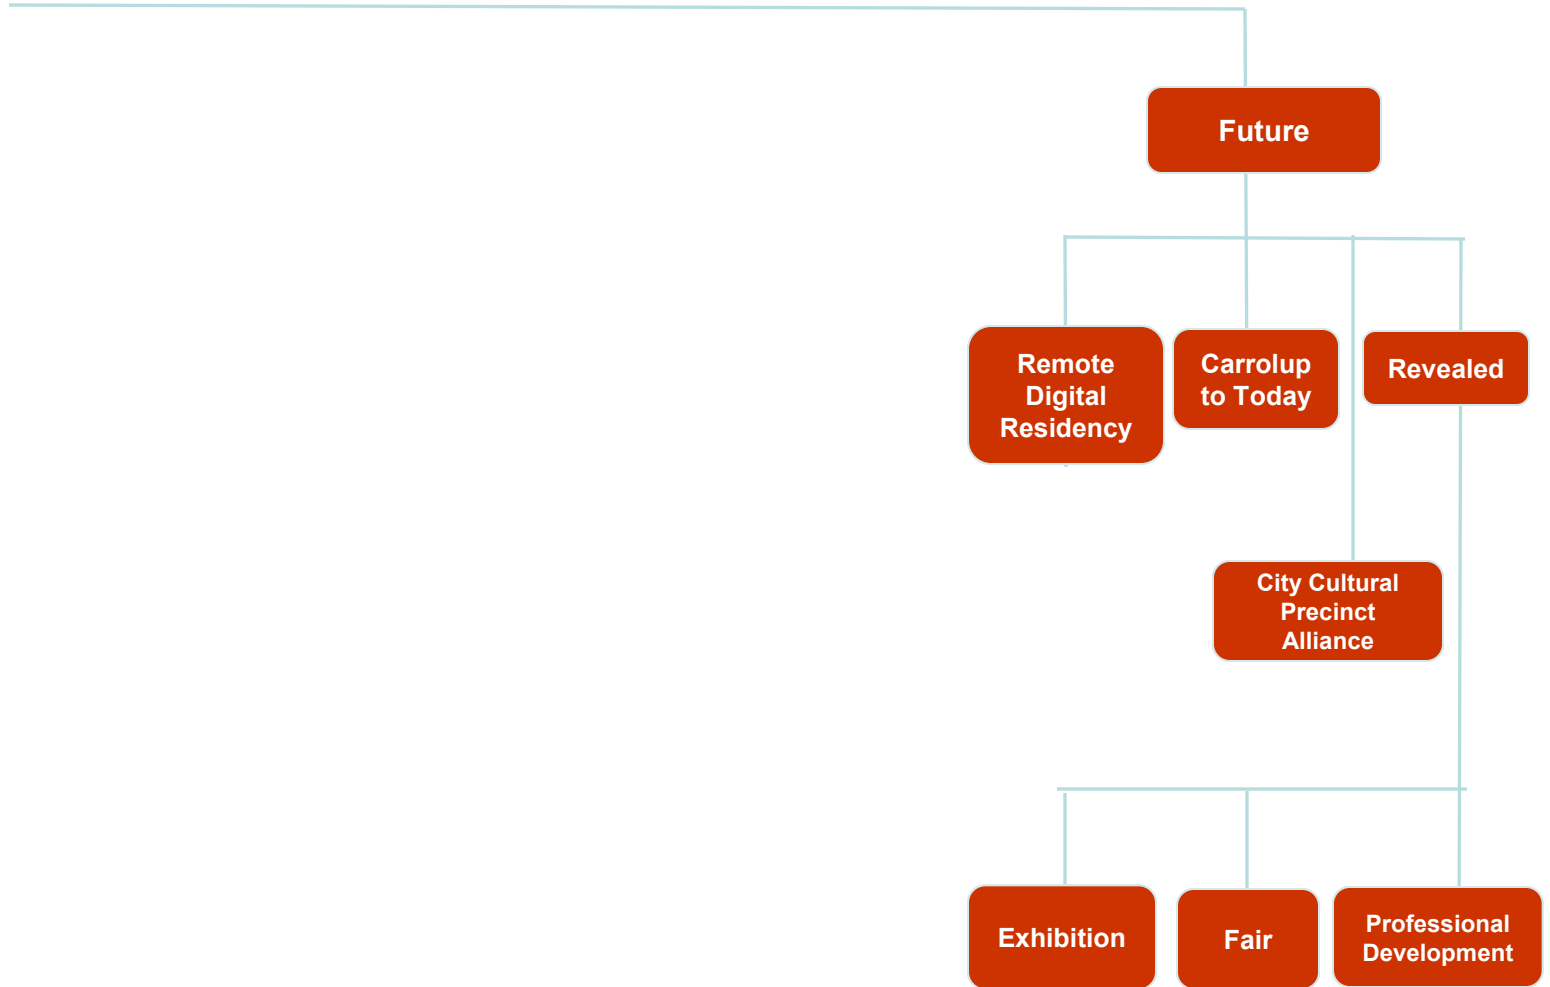 Future
Remote
Digital
Residency
Carrolup
to Today
Revealed
City Cultural
Precinct
Alliance
Exhibition
Fair
Professional
Development